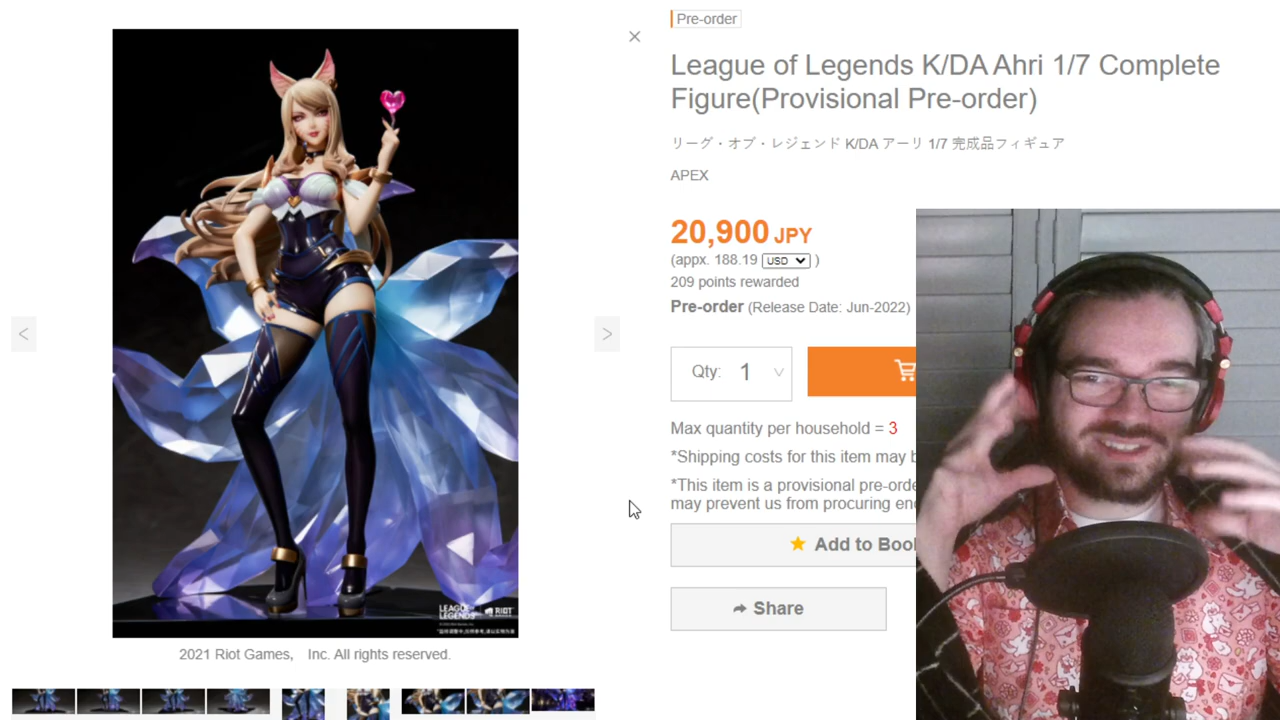 Pre-order
League of Legends K/DA Ahri 1/7 Complete
Figure(Provisional Pre-order)
リーグ・オブ・レジェンド K/DA アーリ 1/7 完成品フィギュア
APEX
20,900 JPY
(appx. 188.19 USD )
209 points rewarded
Pre-order (Release Date: Jun-2022)
Qty: 1
Max quantity per household = 3
*Shipping costs for this item may
*This item is a provisional
may prevent us from procuring
Add to
Share
LEAGUE OF LEGENDS
RIOT
2021 Riot Games, Inc. All rights reserved.